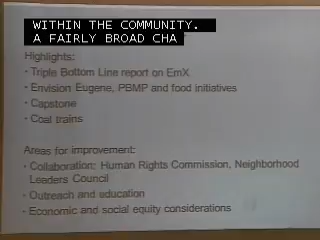 WITHIN THE COMMUNITY.
A FAIRLY BROAD CHA
Highlights:
· Triple Bottom Line report on EmX
· Envision Eugene, PBMP and food initiatives
· Capstone
· Coal trains
Areas for improvement:
· Collaboration: Human Rights Commission, Neighborhood
Leaders Council
· Outreach and education
· Economic and social equity considerations